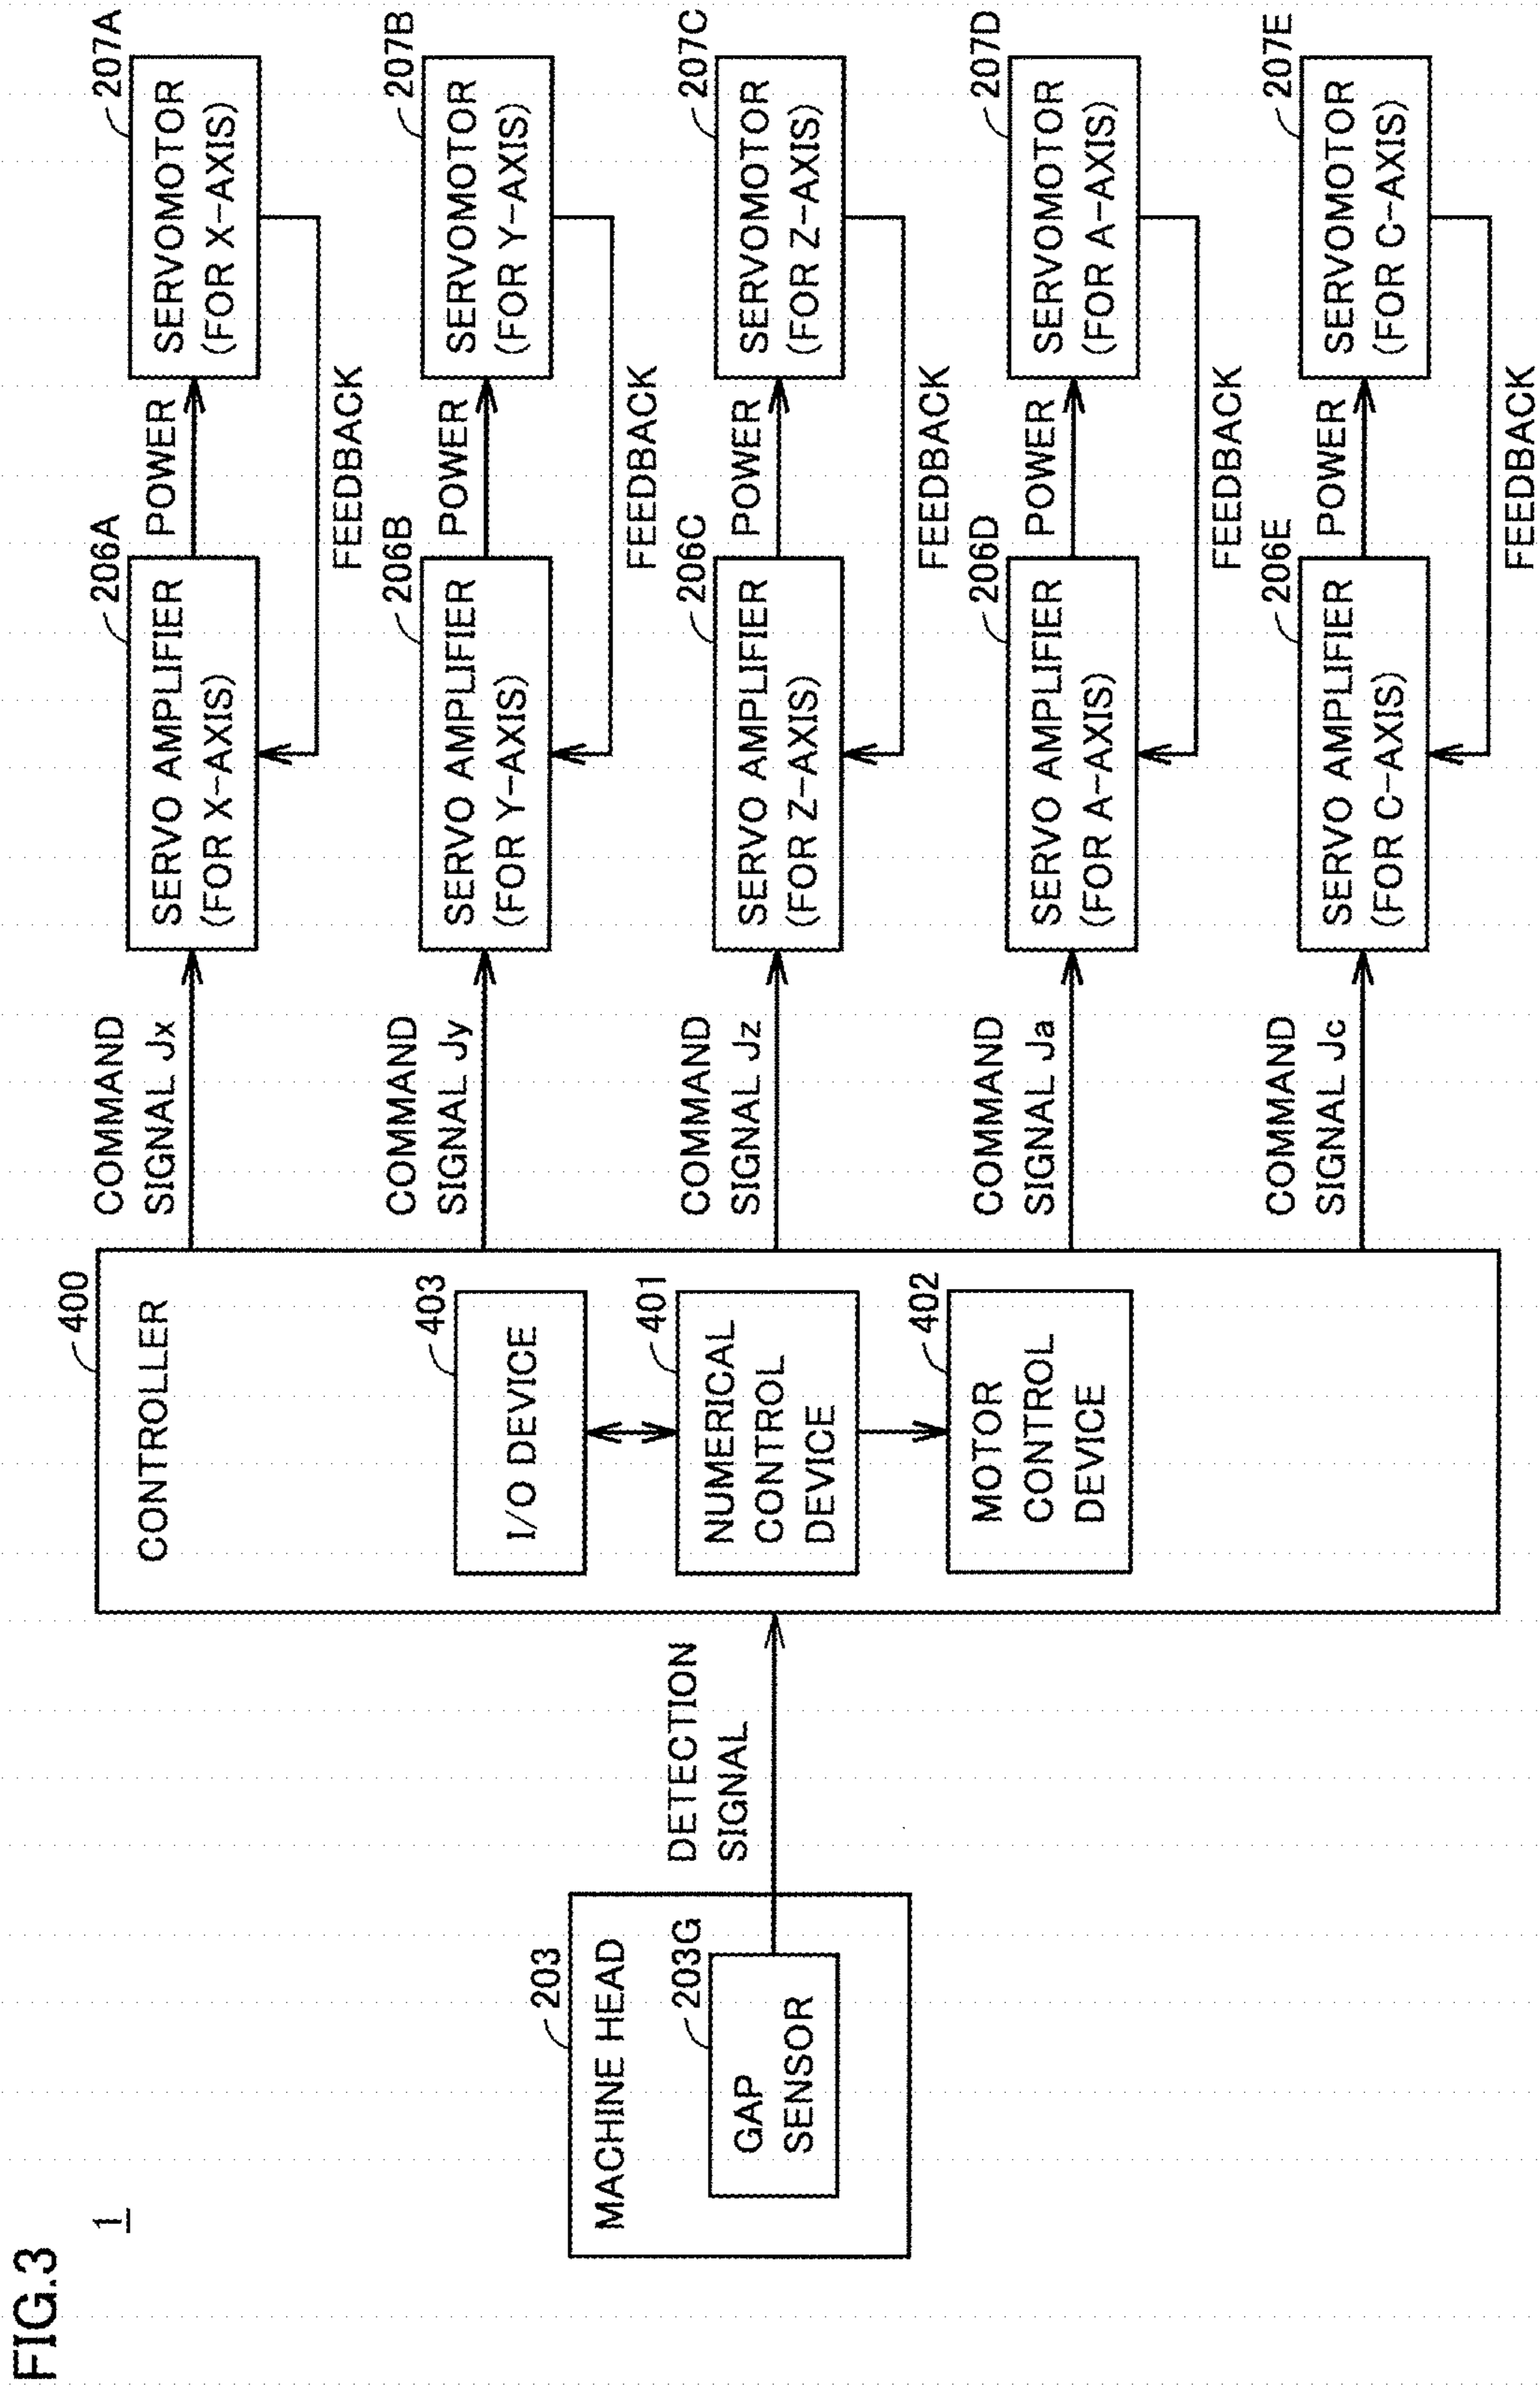 FIG.3
1
203
MACHINE HEAD
203G
GAP
SENSOR
DETECTION
SIGNAL
400
CONTROLLER
403
I/O DEVICE
401
NUMERICAL
CONTROL
DEVICE
402
MOTOR
CONTROL
DEVICE
COMMAND
SIGNAL Jx
206A
SERVO AMPLIFIER
(FOR X-AXIS)
POWER
FEEDBACK
207A
SERVOMOTOR
(FOR X-AXIS)
COMMAND
SIGNAL Jy
206B
SERVO AMPLIFIER
(FOR Y-AXIS)
POWER
FEEDBACK
207B
SERVOMOTOR
(FOR Y-AXIS)
COMMAND
SIGNAL Jz
206C
SERVO AMPLIFIER
(FOR Z-AXIS)
POWER
FEEDBACK
207C
SERVOMOTOR
(FOR Z-AXIS)
COMMAND
SIGNAL Ja
206D
SERVO AMPLIFIER
(FOR A-AXIS)
POWER
FEEDBACK
207D
SERVOMOTOR
(FOR A-AXIS)
COMMAND
SIGNAL Jc
206E
SERVO AMPLIFIER
(FOR C-AXIS)
POWER
FEEDBACK
207E
SERVOMOTOR
(FOR C-AXIS)